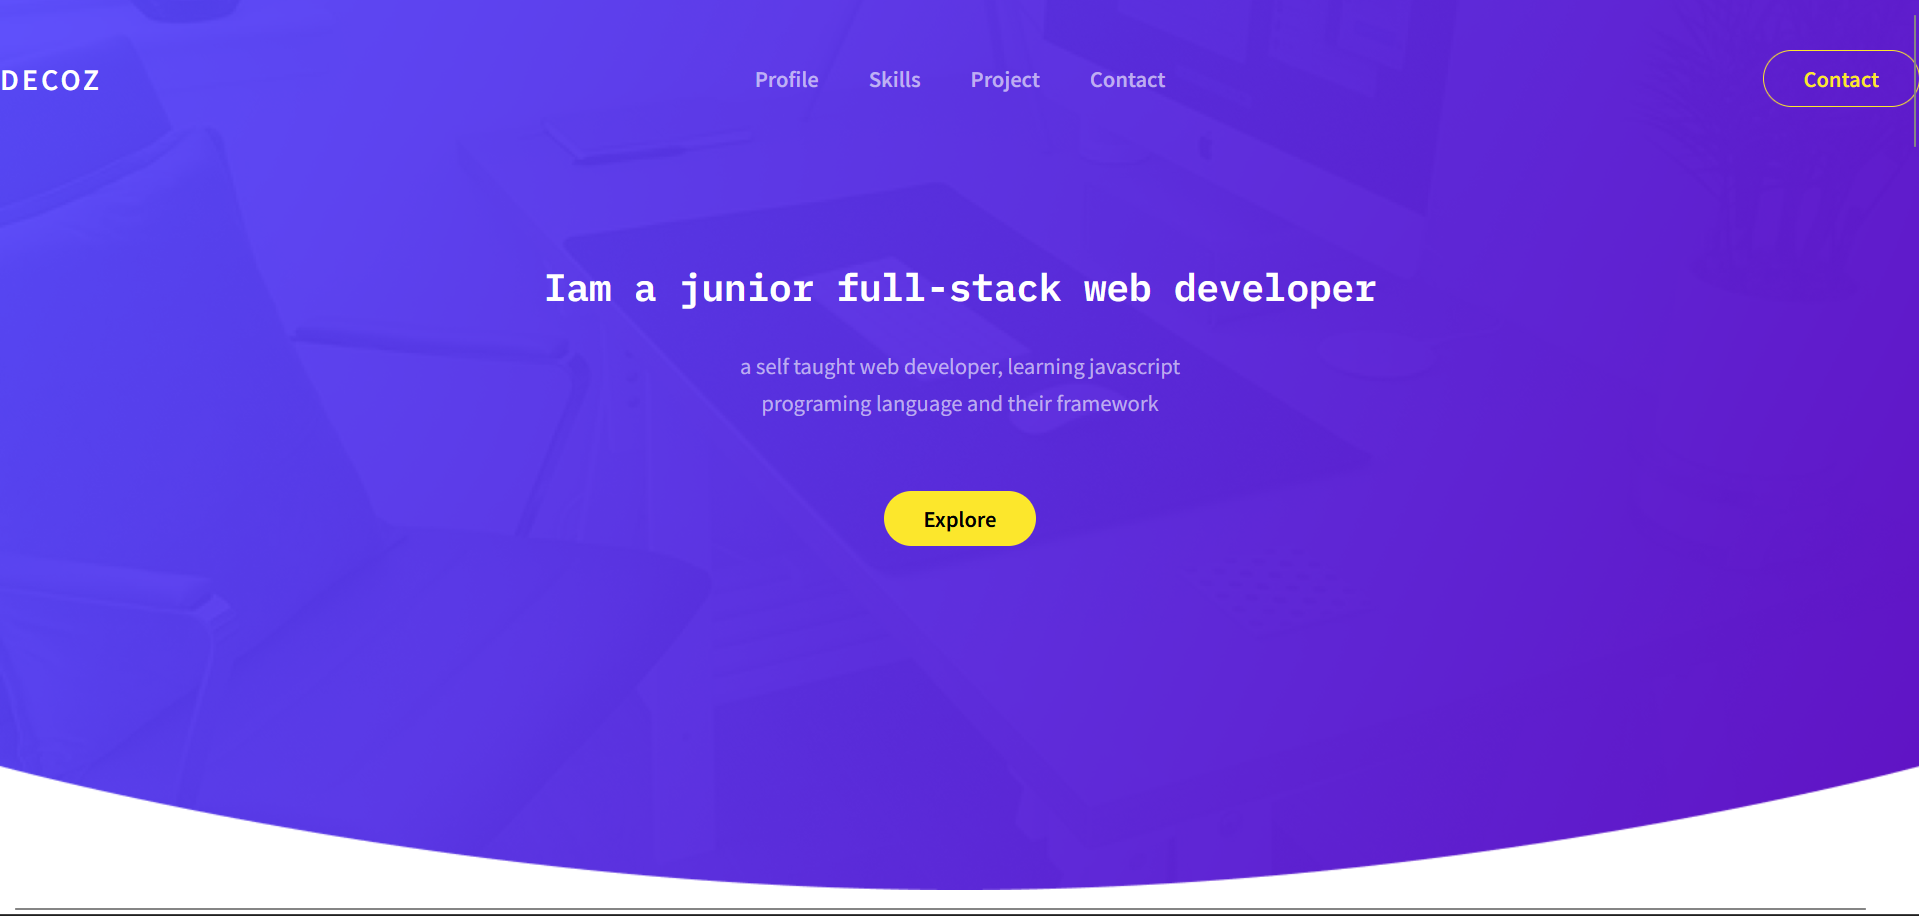 DECOZ
Profile Skills Project Contact
Contact
Iam a junior full-stack web developer
a self taught web developer, learning javascript
programing language and their framework
Explore